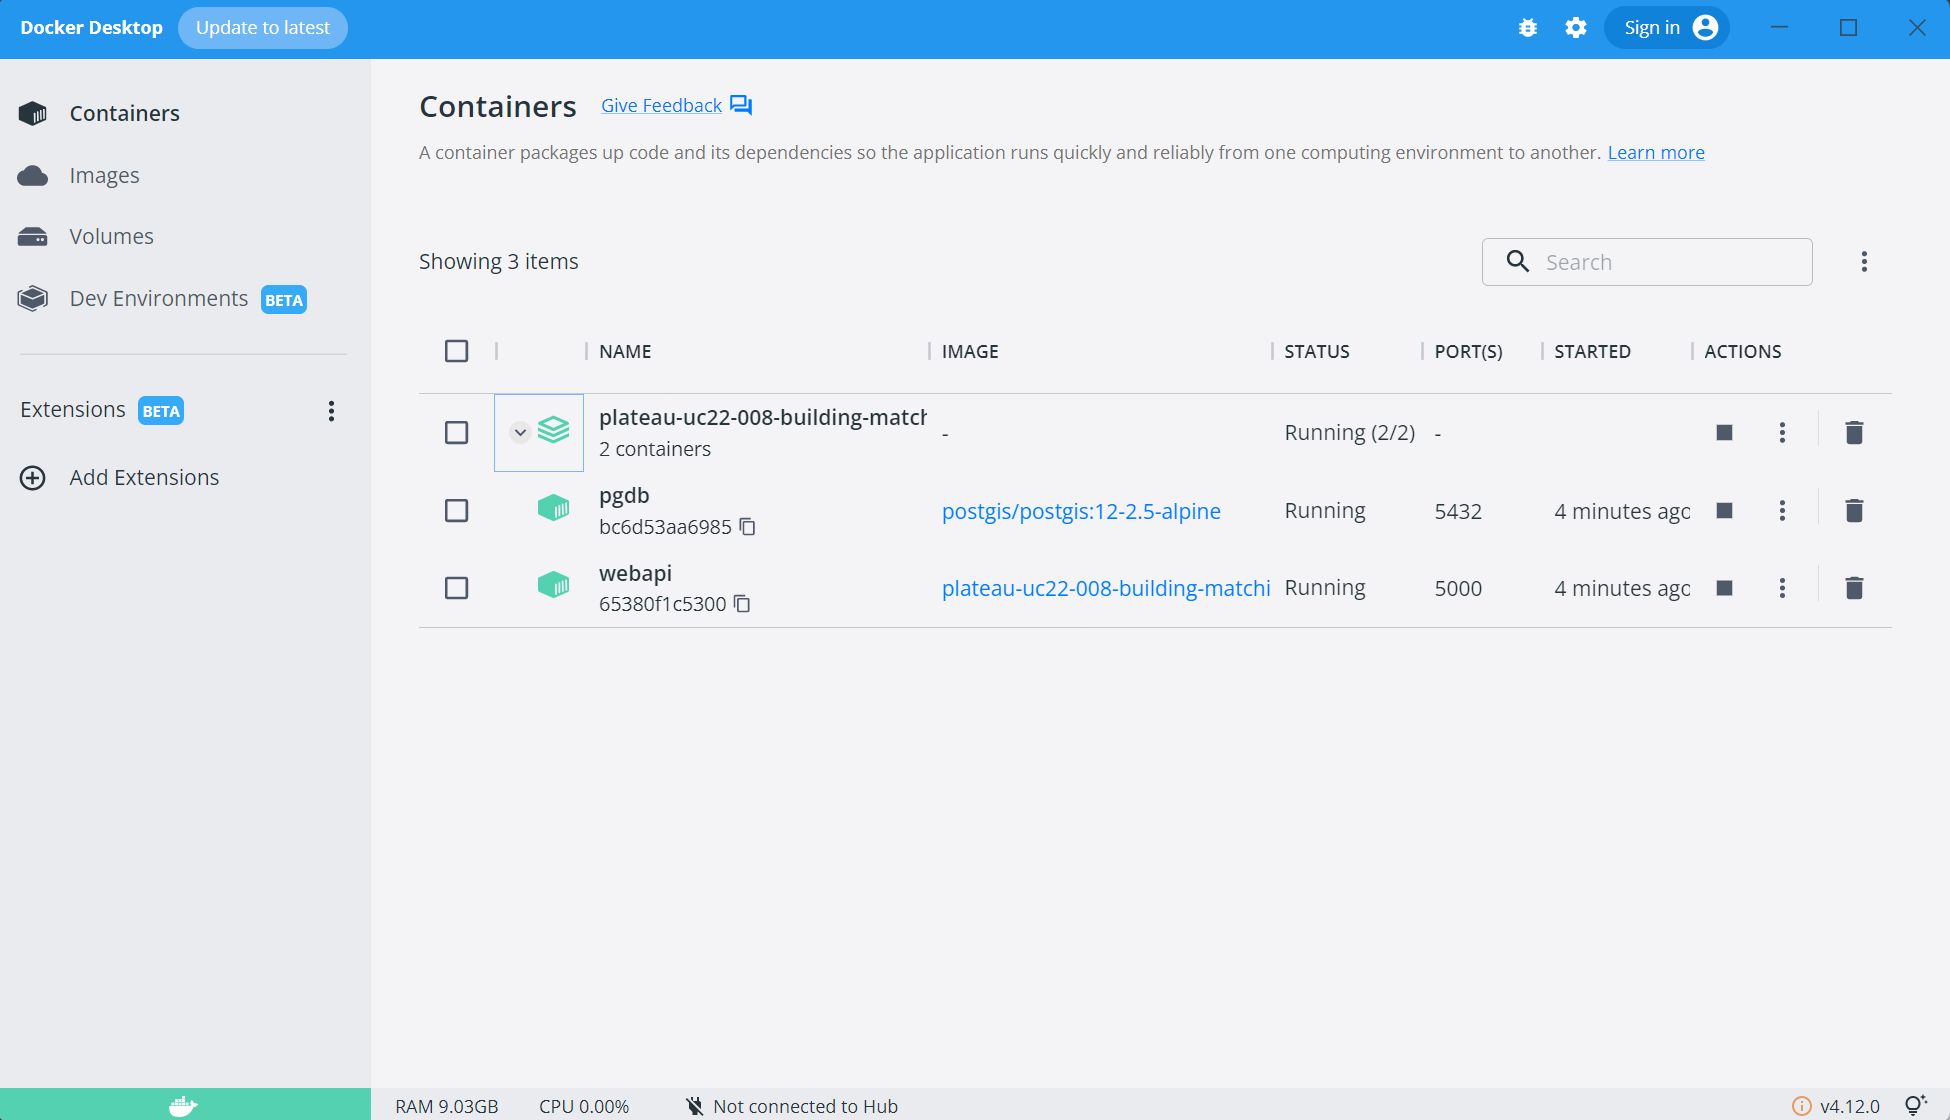 Docker Desktop Update to latest Sign in
Containers
Images
Volumes
Dev Environments BETA
Extensions BETA
Add Extensions
Containers Give Feedback
A container packages up code and its dependencies so the application runs quickly and reliably from one computing environment to another. Learn more
Showing 3 items Search
NAME IMAGE STATUS PORT(S) STARTED ACTIONS
plateau-uc22-008-building-match - Running (2/2) -
2 containers
pgdb postgis/postgis:12-2.5-alpine Running 5432 4 minutes ago
bc6d53aa6985
webapi plateau-uc22-008-building-matchi Running 5000 4 minutes ago
65380f1c5300
RAM 9.03GB CPU 0.00% Not connected to Hub v4.12.0